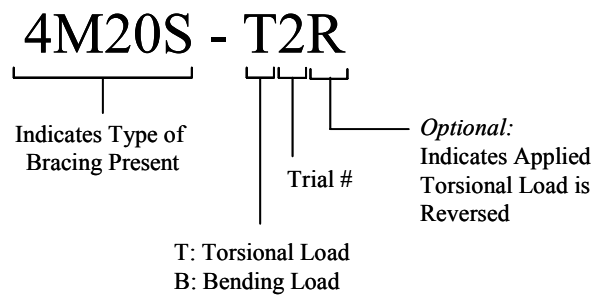 4M20S - T2R
Indicates Type of
Bracing Present
Optional:
Indicates Applied
Torsional Load is
Reversed
Trial #
T: Torsional Load
B: Bending Load